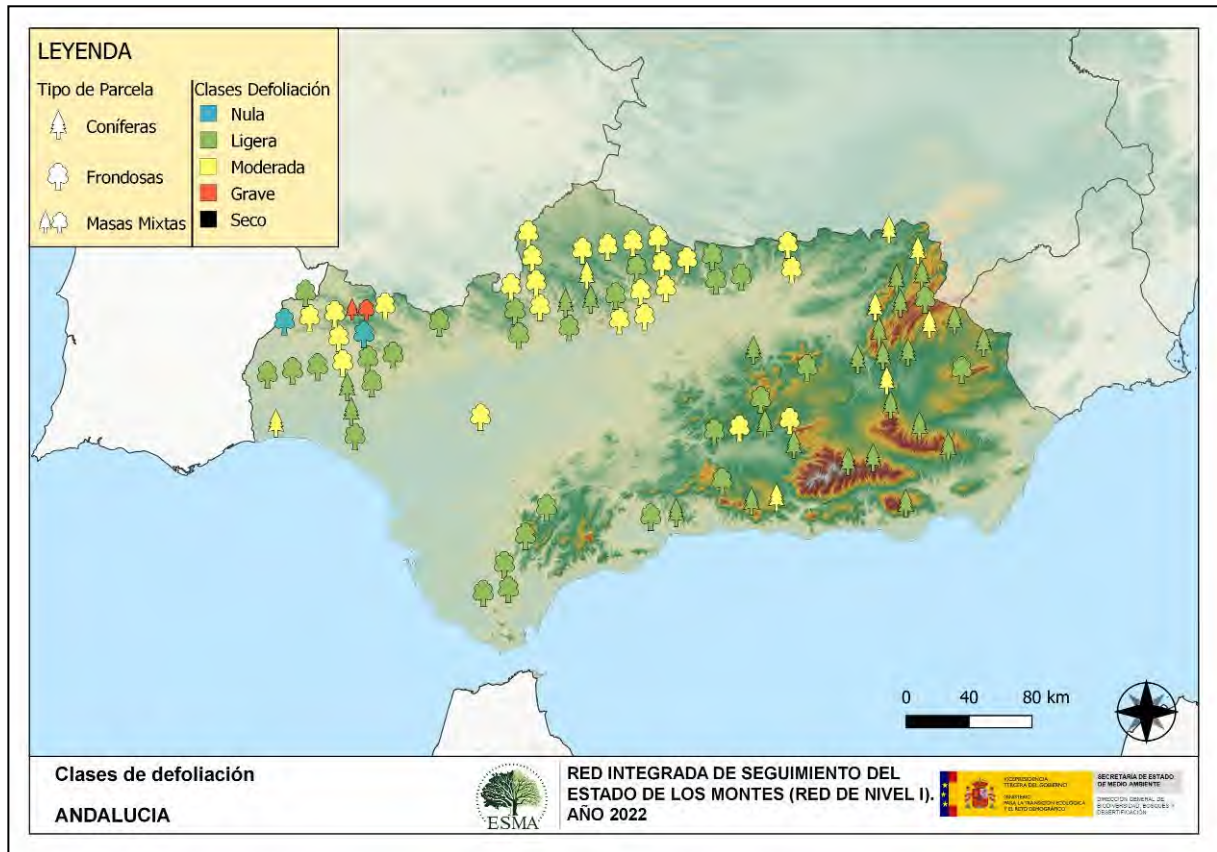 LEYENDA
Tipo de Parcela
Coníferas
Frondosas
Masas Mixtas
Clases Defoliación
Nula
Ligera
Moderada
Grave
Seco
0 40 80 km
Clases de defoliación
ANDALUCIA
ESMA
RED INTEGRADA DE SEGUIMIENTO DEL
ESTADO DE LOS MONTES (RED DE NIVEL I).
AÑO 2022
VICEPRESIDENCIA
TERCERA DEL GOBIERNO
MINISTERIO
PARA LA TRANSICIÓN ECOLÓGICA
Y EL RETO DEMOGRÁFICO
SECRETARÍA DE ESTADO
DE MEDIO AMBIENTE
DIRECCIÓN GENERAL DE
BIODIVERSIDAD, BOSQUES Y
DESERTIFICACIÓN